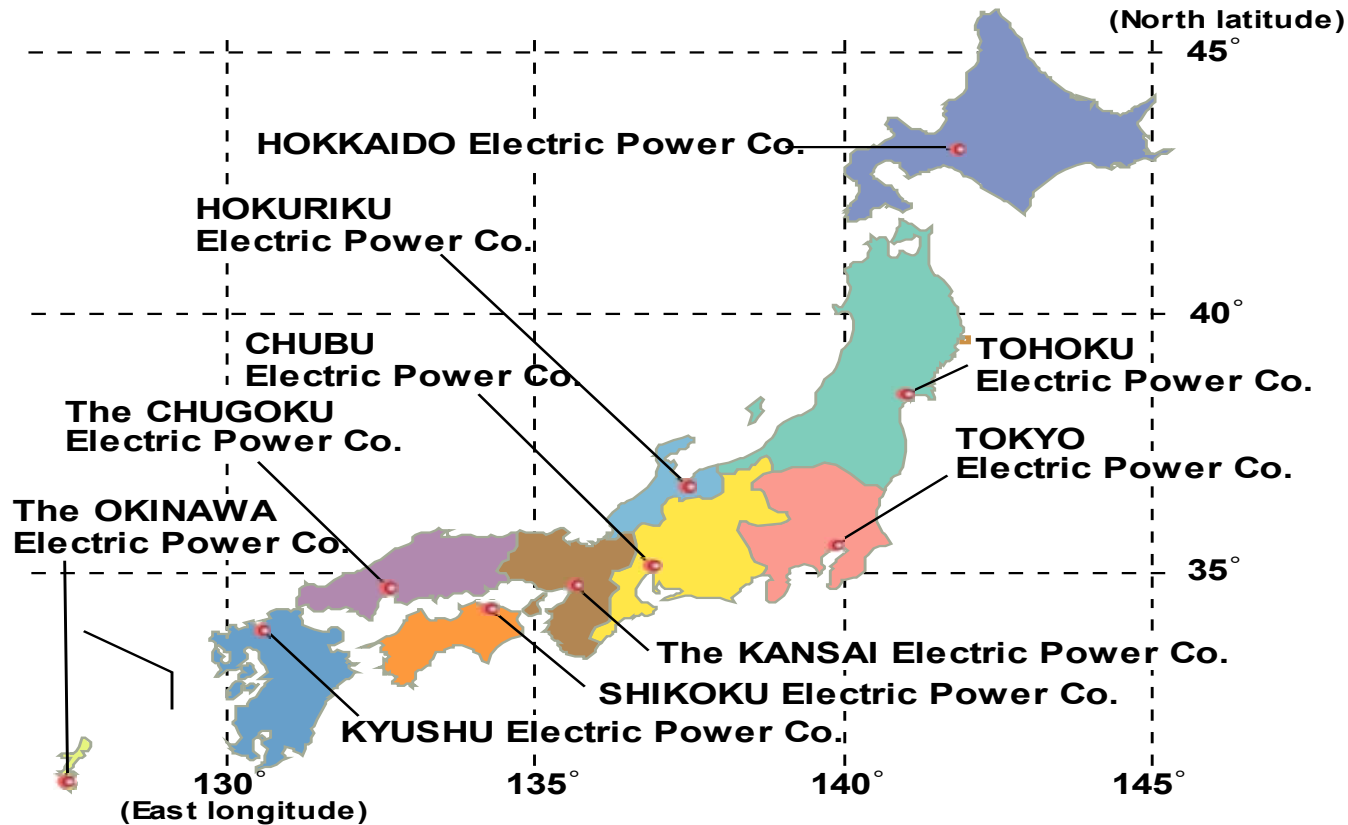 (North latitude)
45°
HOKKAIDO Electric Power Co.
HOKURIKU
Electric Power Co.
40°
CHUBU
Electric Power Co.
TOHOKU
Electric Power Co.
The CHUGOKU
Electric Power Co.
TOKYO
Electric Power Co.
The OKINAWA
Electric Power Co.
35°
The KANSAI Electric Power Co.
SHIKOKU Electric Power Co.
KYUSHU Electric Power Co.
130° 135° 140° 145°
(East longitude)